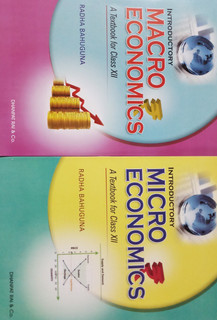 INTRODUCTORY
MACRO
ECONOMICS
A Textbook for Class XII
RADHA BAHUGUNA
DHANPAT RAI & Co.
INTRODUCTORY
MICRO
ECONOMICS
A Textbook for Class XII
RADHA BAHUGUNA
DHANPAT RAI & Co.